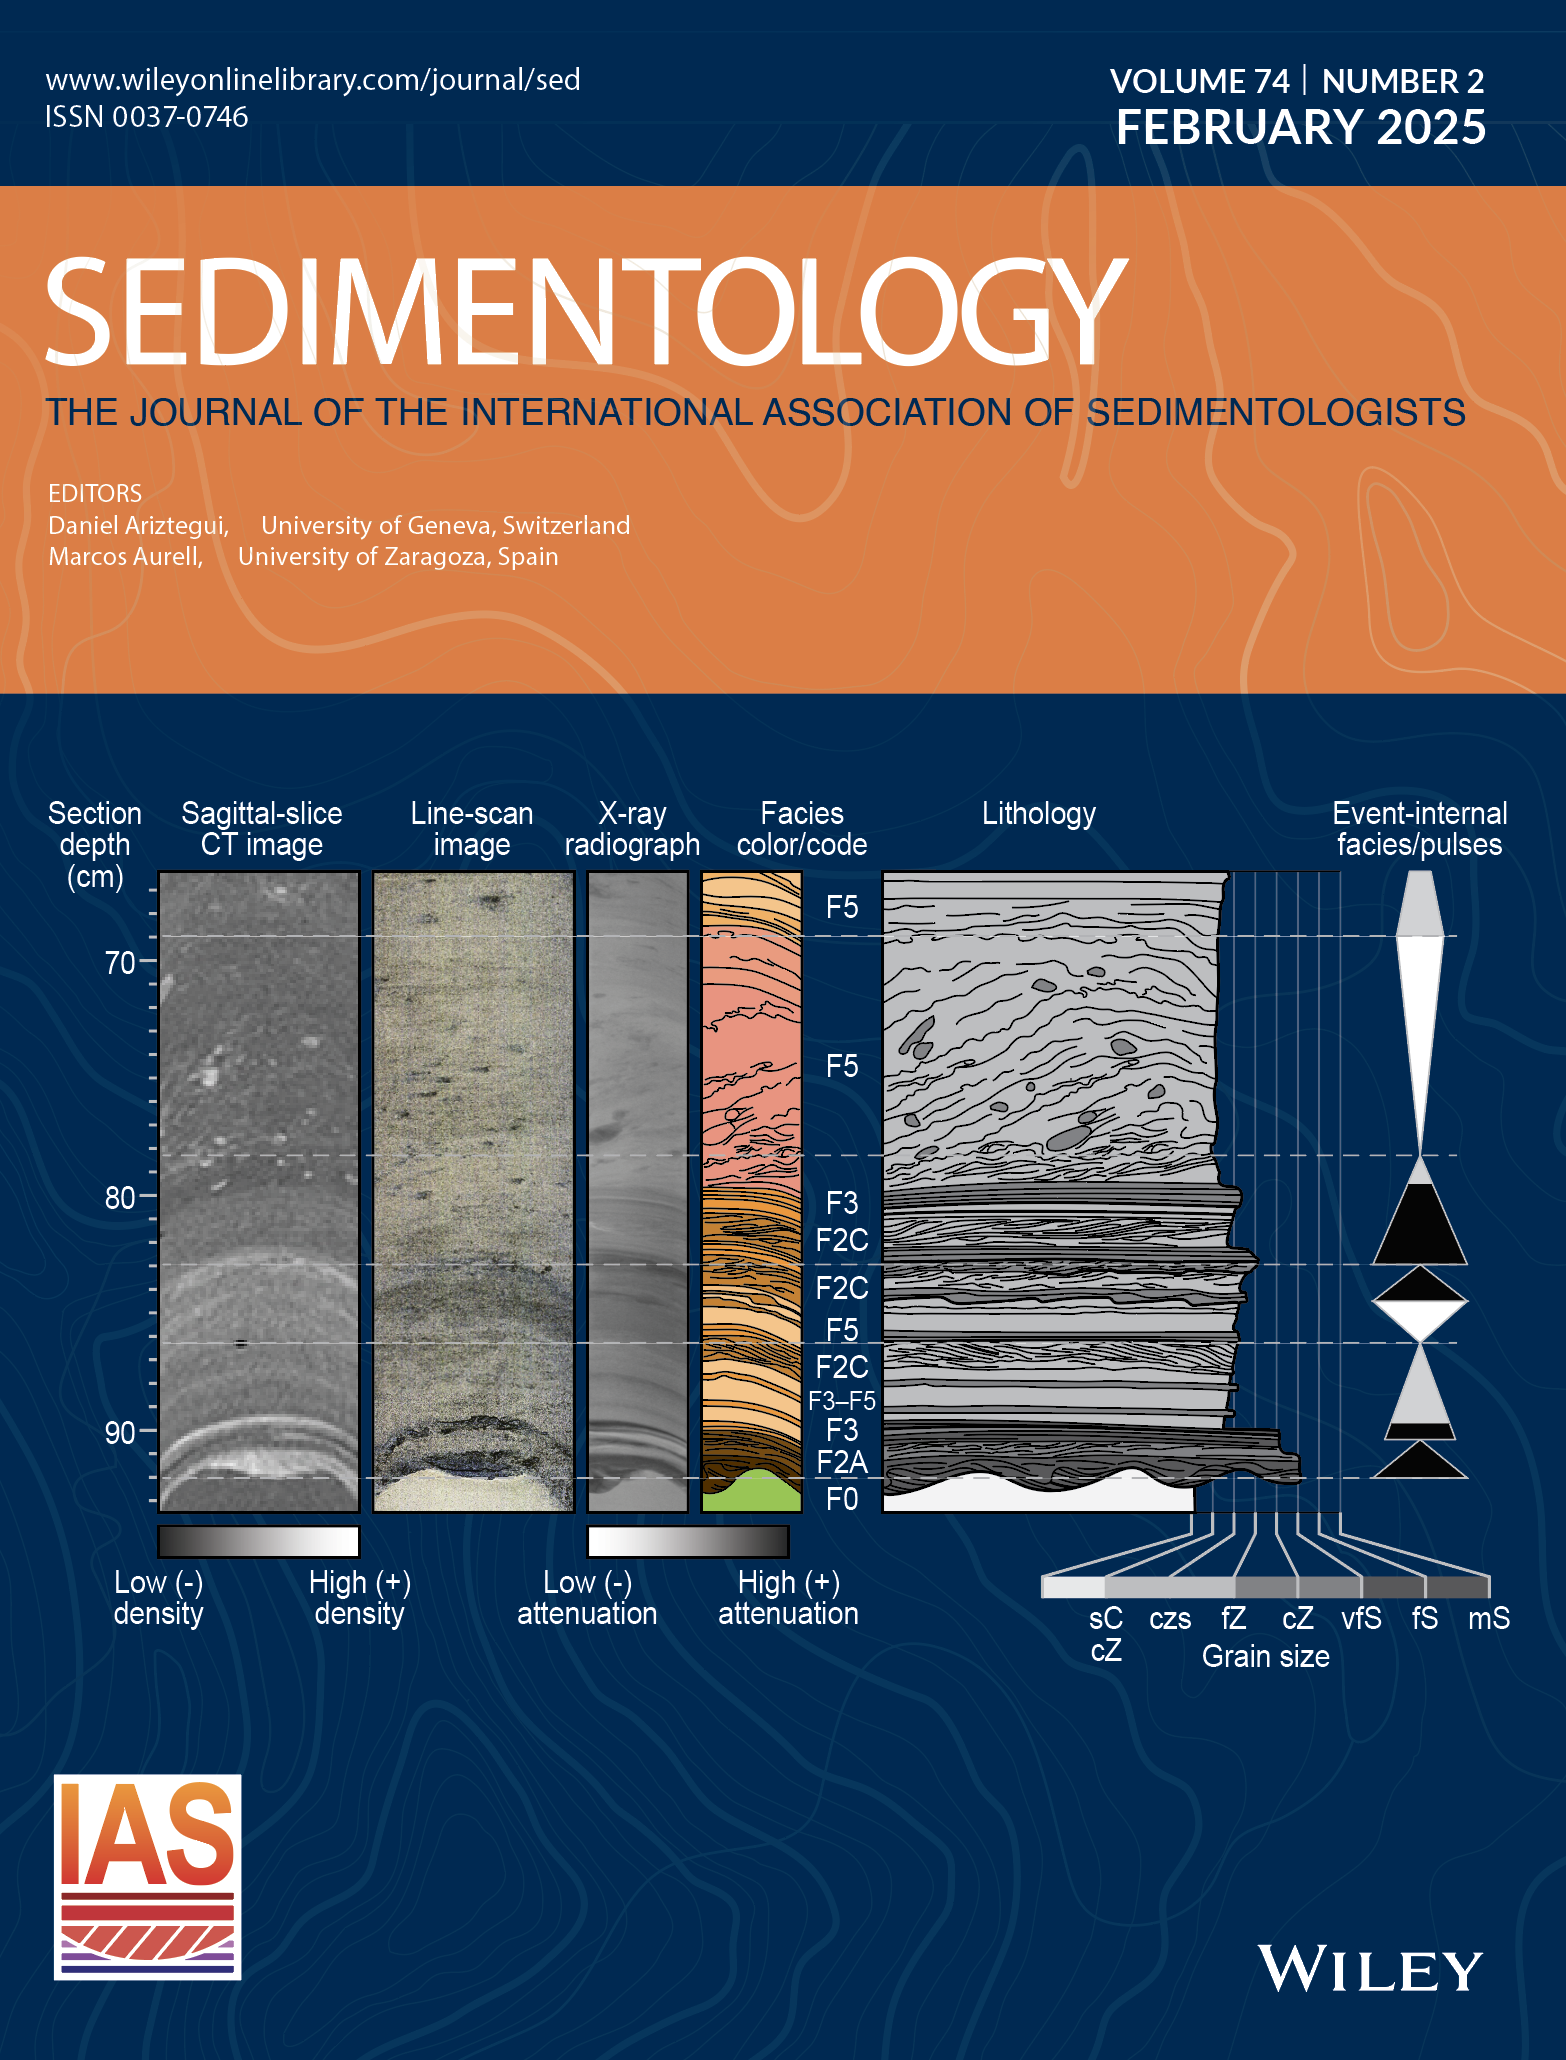 www.wileyonlinelibrary.com/journal/sed
ISSN 0037-0746
VOLUME 74 | NUMBER 2
FEBRUARY 2025
SEDIMENTOLOGY
THE JOURNAL OF THE INTERNATIONAL ASSOCIATION OF SEDIMENTOLOGISTS
EDITORS
Daniel Ariztegui, University of Geneva, Switzerland
Marcos Aurell, University of Zaragoza, Spain
Section
depth
(cm)
Sagittal-slice
CT image
Line-scan
image
X-ray
radiograph
Facies
color/code
Lithology
Event-internal
facies/pulses
70
80
90
F5
F5
F3
F2C
F2C
F5
F2C
F3–F5
F3
F2A
F0
Low (-)
density
High (+)
density
Low (-)
attenuation
High (+)
attenuation
sC
cZ
czs
fZ
cZ
vfS
fS
mS
Grain size
IAS
WILEY